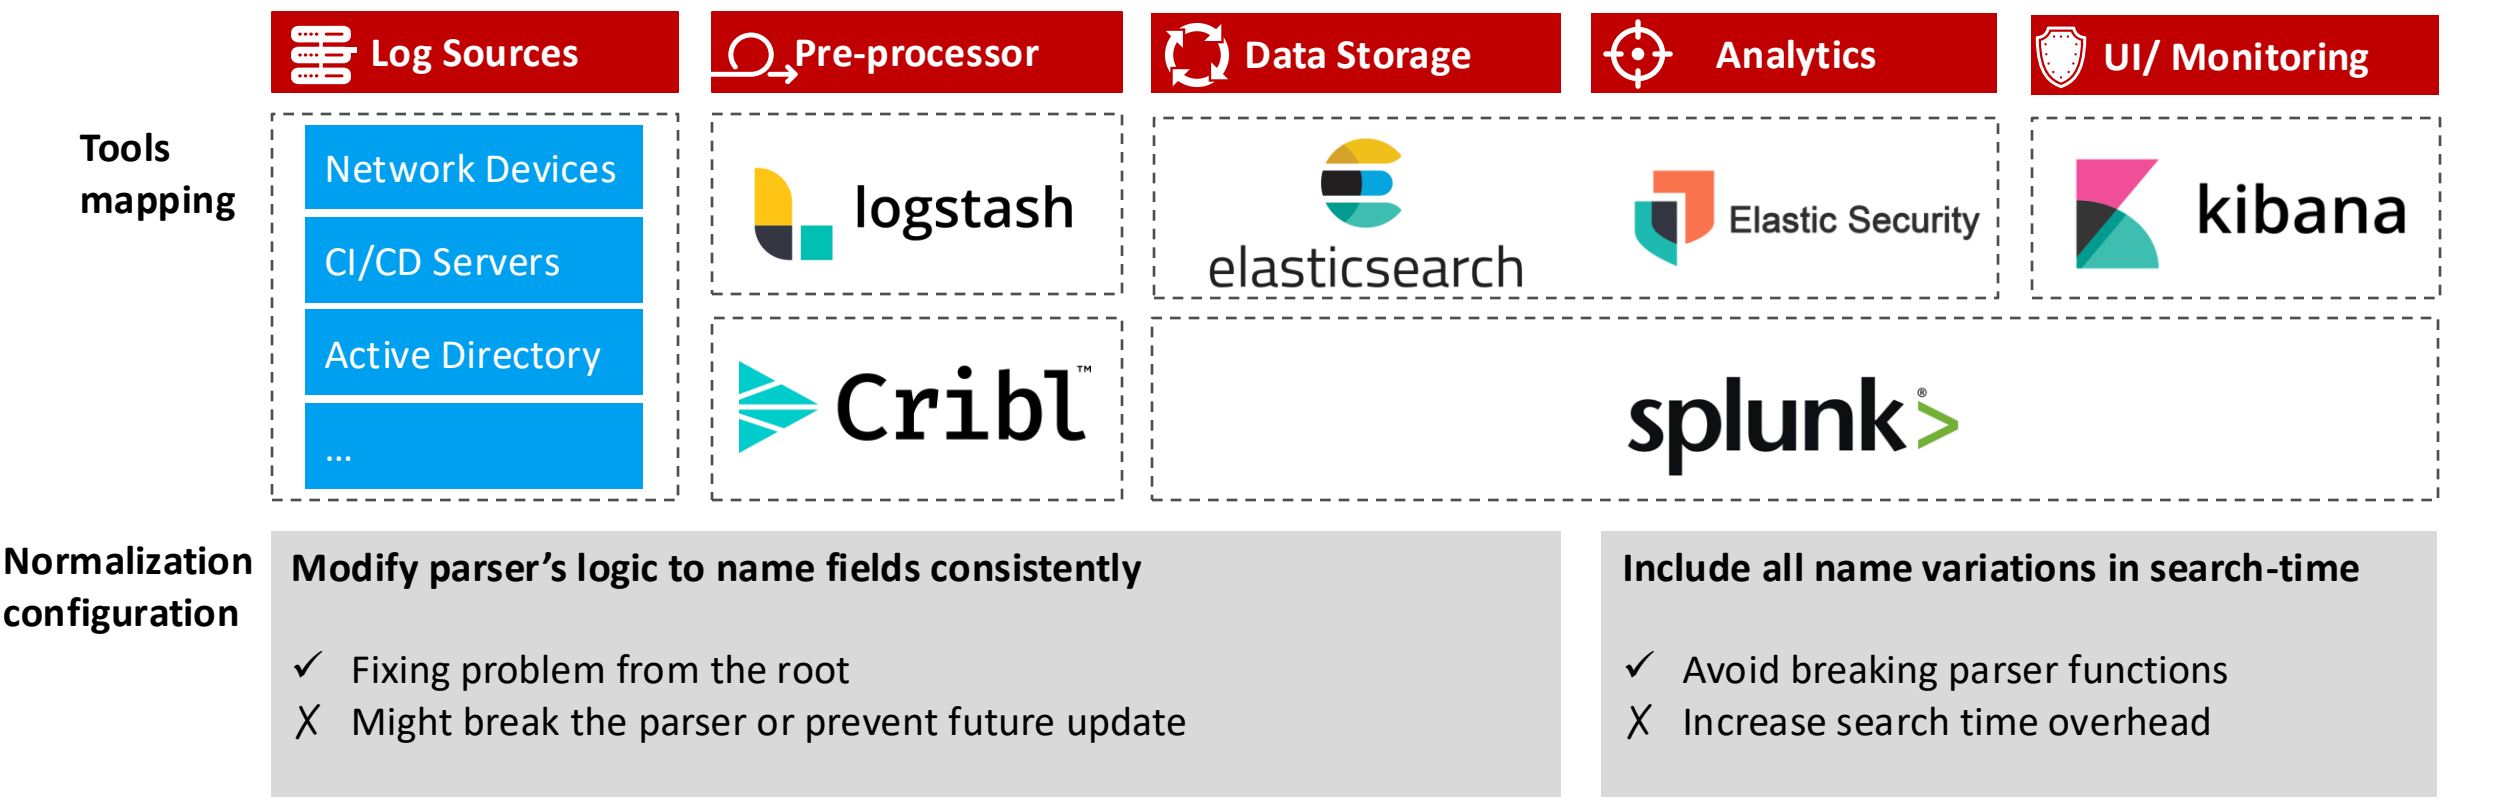 Log Sources
Pre-processor
Data Storage
Analytics
UI/ Monitoring
Tools
mapping
Network Devices
CI/CD Servers
Active Directory
...
logstash
elasticsearch
Elastic Security
kibana
Cribl™
splunk>®
Normalization
configuration
Modify parser’s logic to name fields consistently
✓ Fixing problem from the root
✗ Might break the parser or prevent future update
Include all name variations in search-time
✓ Avoid breaking parser functions
✗ Increase search time overhead